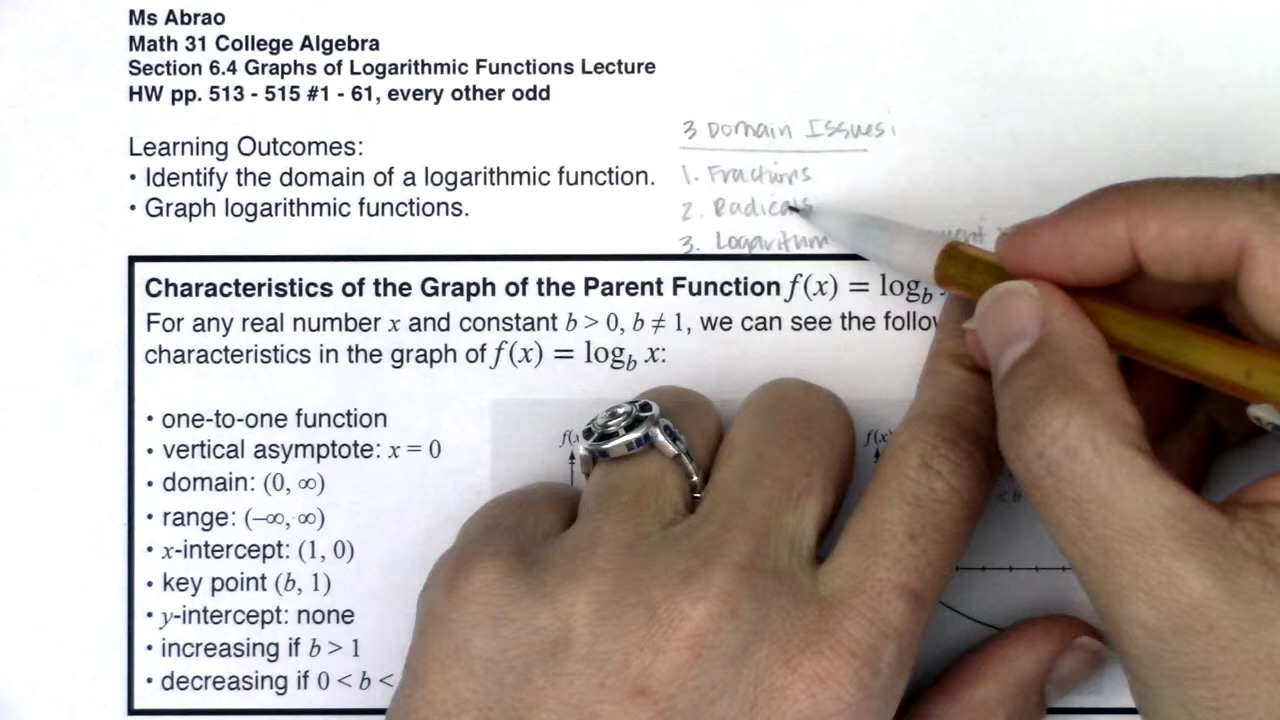 Ms Abrao
Math 31 College Algebra
Section 6.4 Graphs of Logarithmic Functions Lecture
HW pp. 513 - 515 #1 - 61, every other odd
3 Domain Issues:
Learning Outcomes:
• Identify the domain of a logarithmic function.
1. Fractions
• Graph logarithmic functions.
2. Radicals
3. Logarithm
Characteristics of the Graph of the Parent Function f(x) = log_b
For any real number x and constant b > 0, b ≠ 1, we can see the follow
characteristics in the graph of f(x) = log_b x:
• one-to-one function
• vertical asymptote: x = 0
• domain: (0, ∞)
• range: (–∞, ∞)
• x-intercept: (1, 0)
• key point (b, 1)
• y-intercept: none
• increasing if b > 1
• decreasing if 0 < b <
f(x
f(x